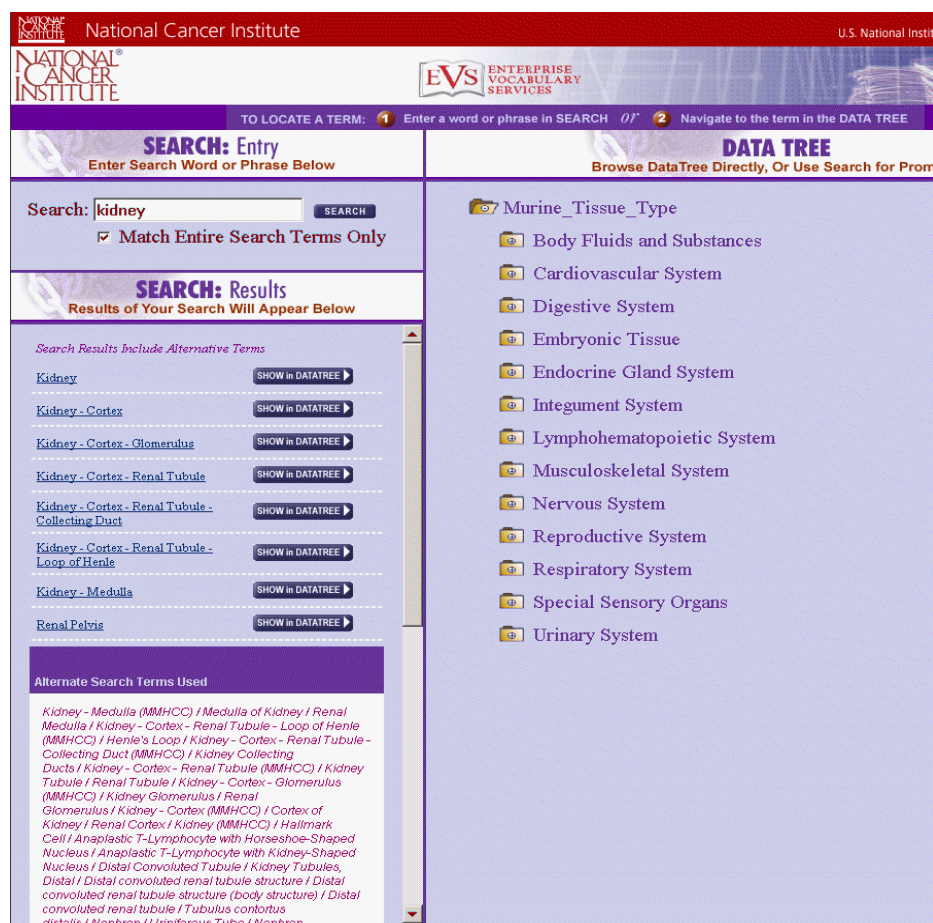 NATIONAL CANCER INSTITUTE
National Cancer Institute
U.S. National Instit
NATIONAL® CANCER INSTITUTE
EVS ENTERPRISE VOCABULARY SERVICES
TO LOCATE A TERM: 1 Enter a word or phrase in SEARCH or 2 Navigate to the term in the DATA TREE
SEARCH: Entry
Enter Search Word or Phrase Below
Search: kidney SEARCH
Match Entire Search Terms Only
SEARCH: Results
Results of Your Search Will Appear Below
Search Results Include Alternative Terms
Kidney SHOW in DATATREE
Kidney - Cortex SHOW in DATATREE
Kidney - Cortex - Glomerulus SHOW in DATATREE
Kidney - Cortex - Renal Tubule SHOW in DATATREE
Kidney - Cortex - Renal Tubule -
Collecting Duct SHOW in DATATREE
Kidney - Cortex - Renal Tubule -
Loop of Henle SHOW in DATATREE
Kidney - Medulla SHOW in DATATREE
Renal Pelvis SHOW in DATATREE
Alternate Search Terms Used
Kidney - Medulla (MMHCC) / Medulla of Kidney / Renal
Medulla / Kidney - Cortex - Renal Tubule - Loop of Henle
(MMHCC) / Henle's Loop / Kidney - Cortex - Renal Tubule -
Collecting Duct (MMHCC) / Kidney Collecting
Ducts / Kidney - Cortex - Renal Tubule (MMHCC) / Kidney
Tubule / Renal Tubule / Kidney - Cortex - Glomerulus
(MMHCC) / Kidney Glomerulus / Renal
Glomerulus / Kidney - Cortex (MMHCC) / Cortex of
Kidney / Renal Cortex / Kidney (MMHCC) / Hallmark
Cell / Anaplastic T-Lymphocyte with Horseshoe-Shaped
Nucleus / Anaplastic T-Lymphocyte with Kidney-Shaped
Nucleus / Distal Convoluted Tubule / Kidney Tubules,
Distal / Distal convoluted renal tubule structure / Distal
convoluted renal tubule structure (body structure) / Distal
convoluted renal tubule / Tubulus contortus
distalis / Nephron / Uriniferous Tube / Nephron
DATA TREE
Browse DataTree Directly, Or Use Search for Prom
Murine_Tissue_Type
Body Fluids and Substances
Cardiovascular System
Digestive System
Embryonic Tissue
Endocrine Gland System
Integument System
Lymphohematopoietic System
Musculoskeletal System
Nervous System
Reproductive System
Respiratory System
Special Sensory Organs
Urinary System